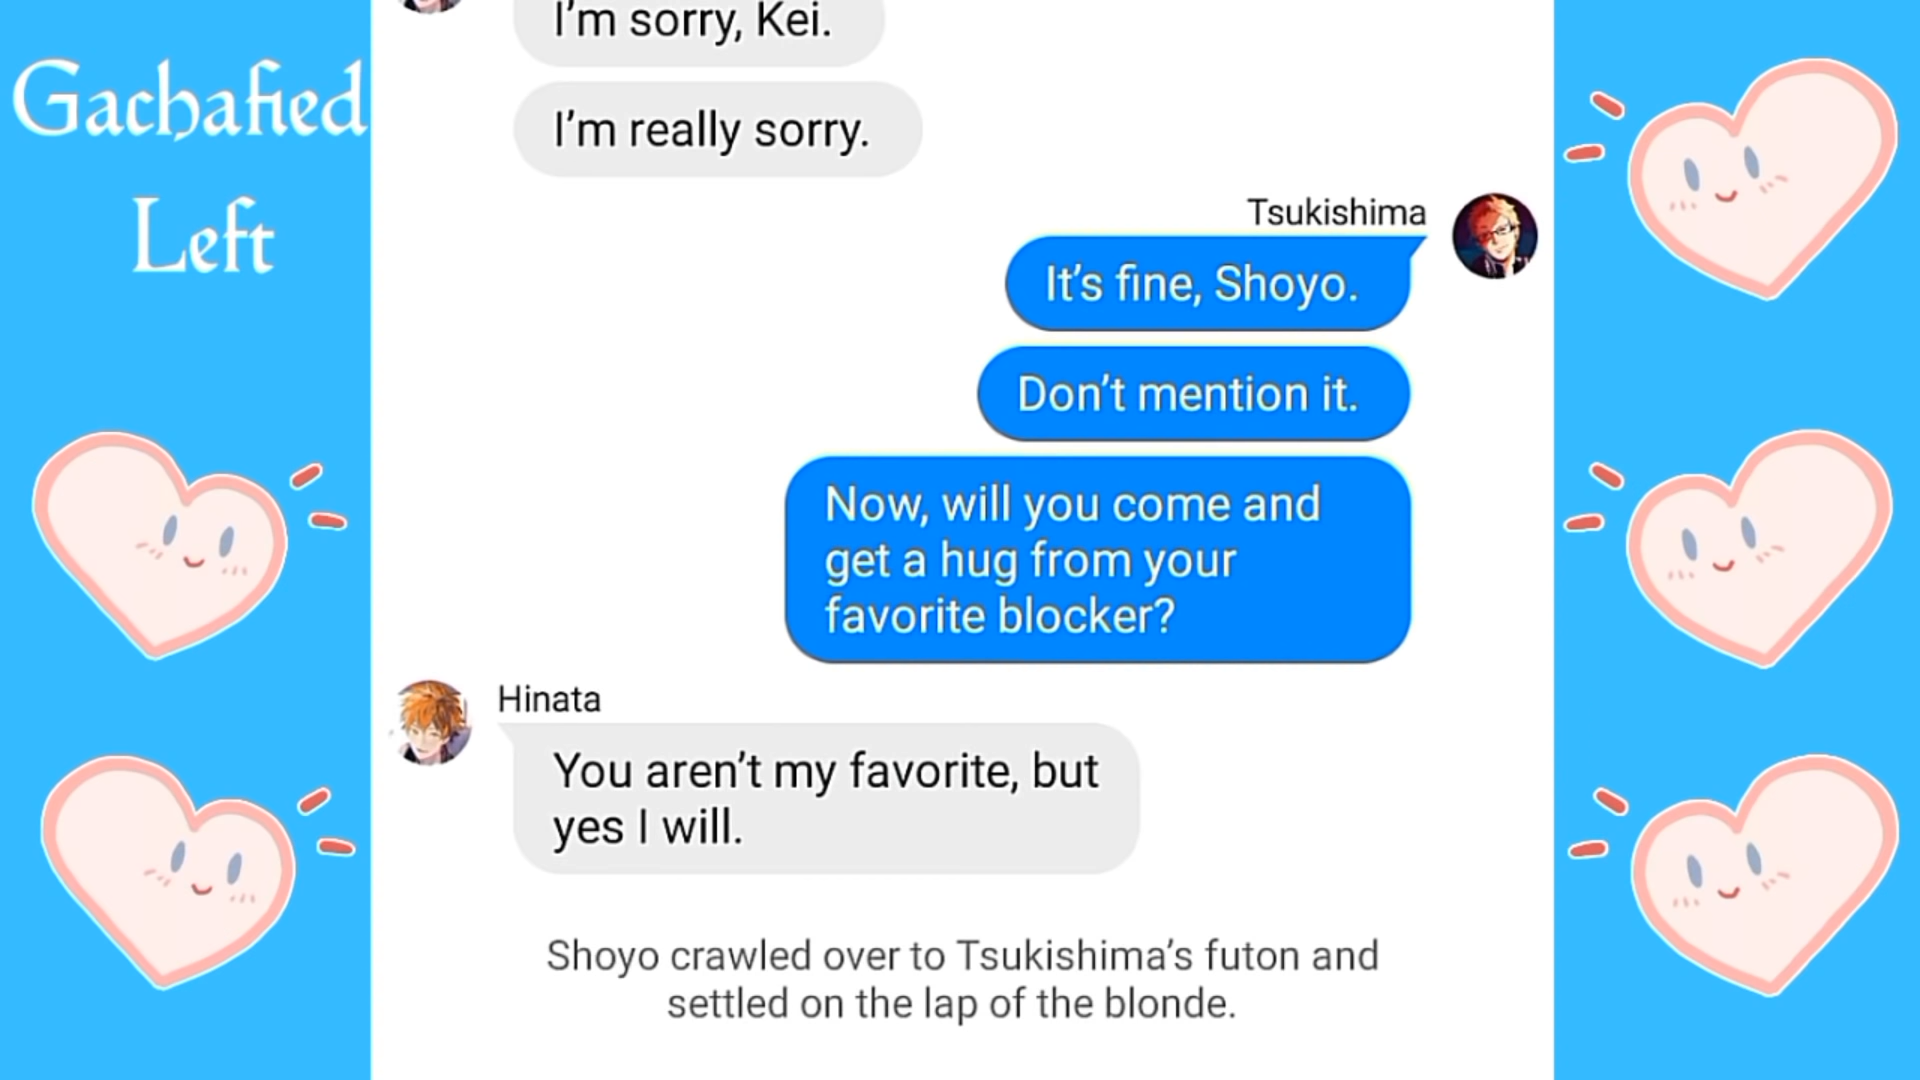 Gachafied
Left
I'm sorry, Kei.
I'm really sorry.
Tsukishima
It's fine, Shoyo.
Don't mention it.
Now, will you come and
get a hug from your
favorite blocker?
Hinata
You aren't my favorite, but
yes I will.
Shoyo crawled over to Tsukishima's futon and
settled on the lap of the blonde.